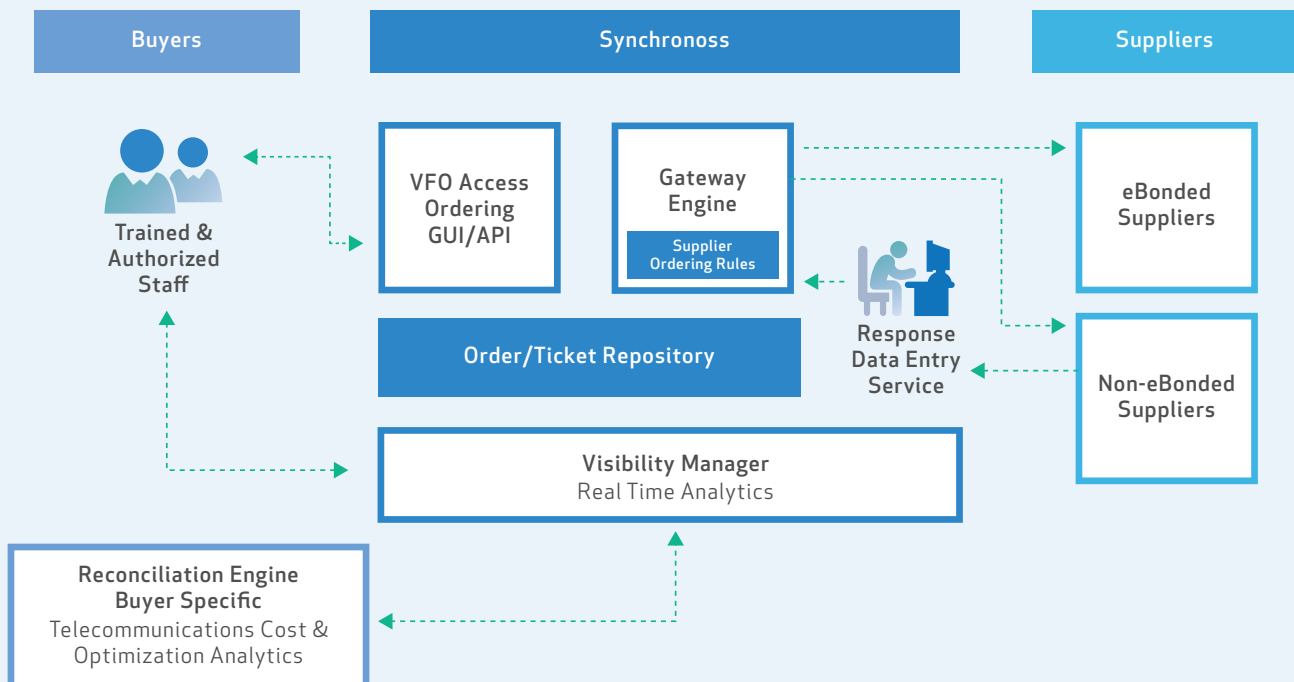 Buyers
Synchronoss
Suppliers
Trained &
Authorized
Staff
VFO Access
Ordering
GUI/API
Gateway
Engine
Supplier
Ordering Rules
eBonded
Suppliers
Response
Data Entry
Service
Order/Ticket Repository
Non-eBonded
Suppliers
Visibility Manager
Real Time Analytics
Reconciliation Engine
Buyer Specific
Telecommunications Cost &
Optimization Analytics